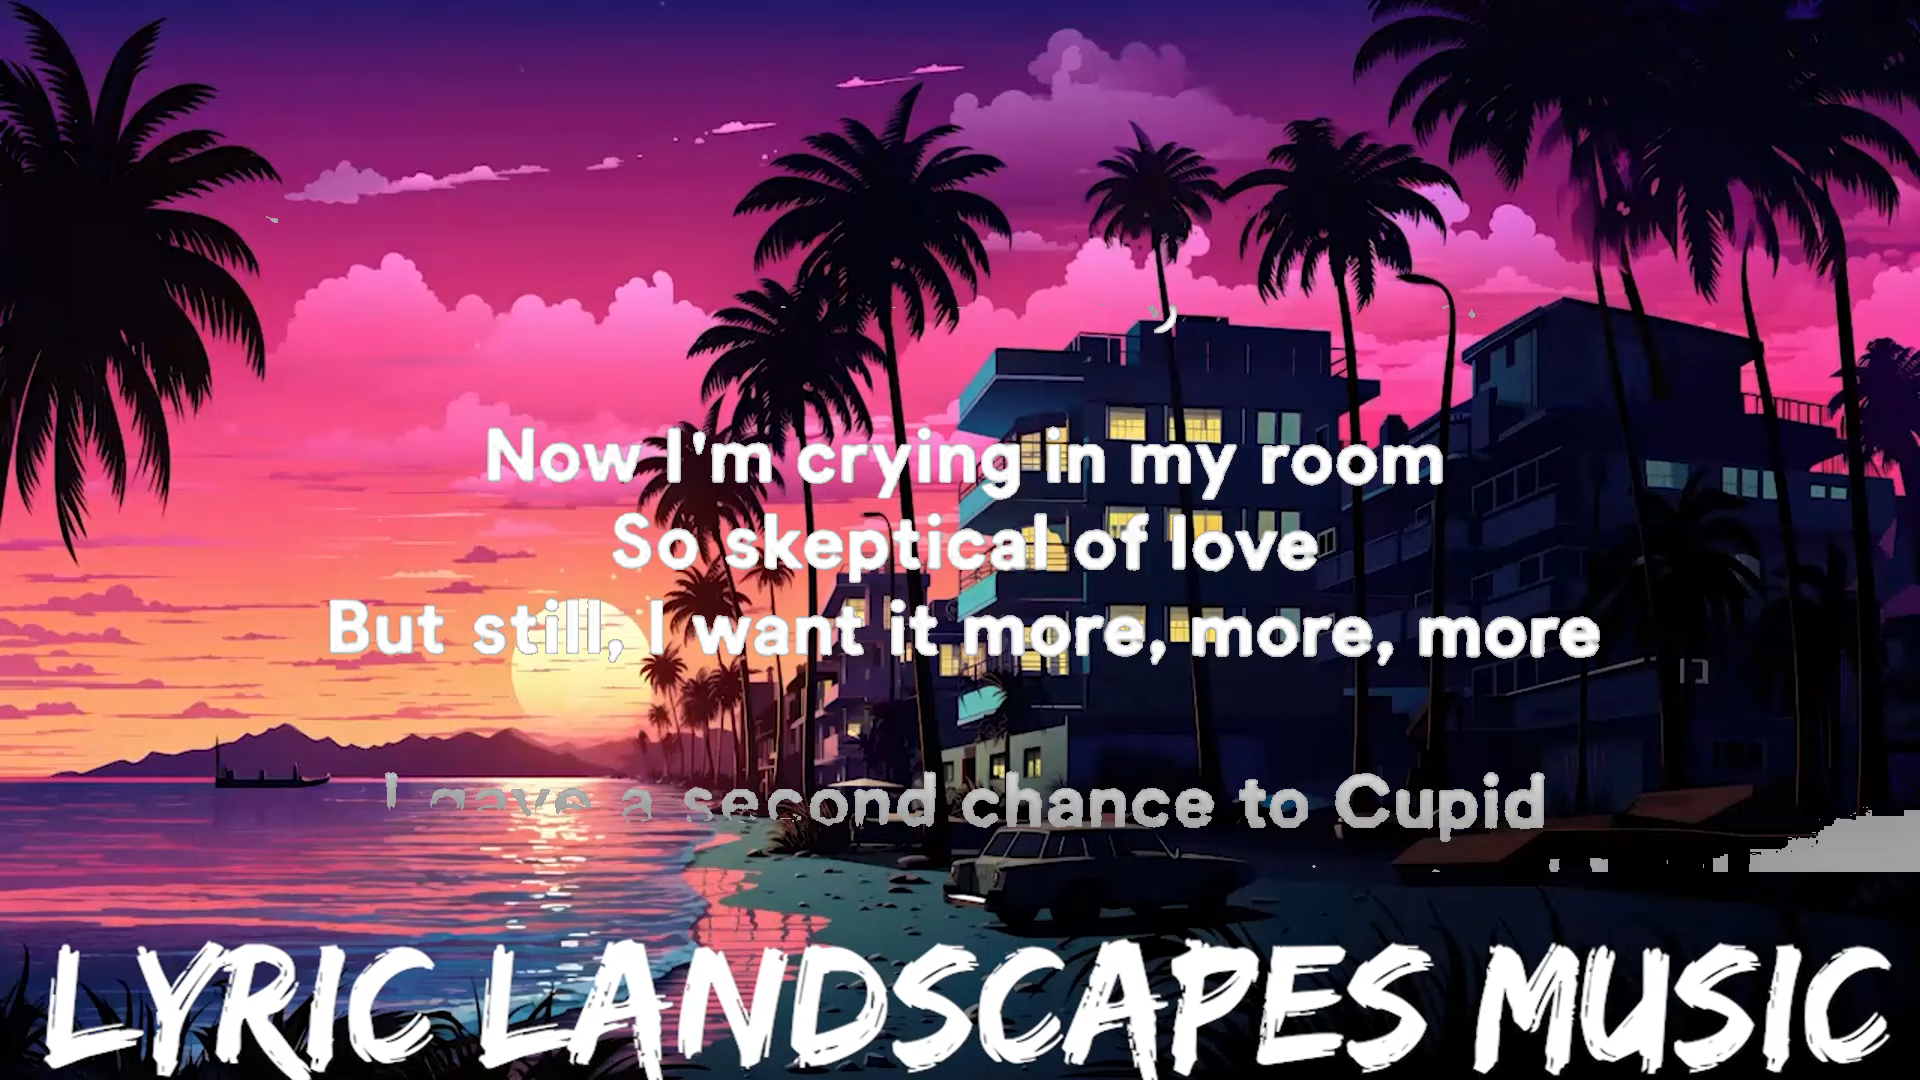 Now I'm crying in my room
So skeptical of love
But still, I want it more, more, more
I gave a second chance to Cupid
LYRIC LANDSCAPES MUSIC